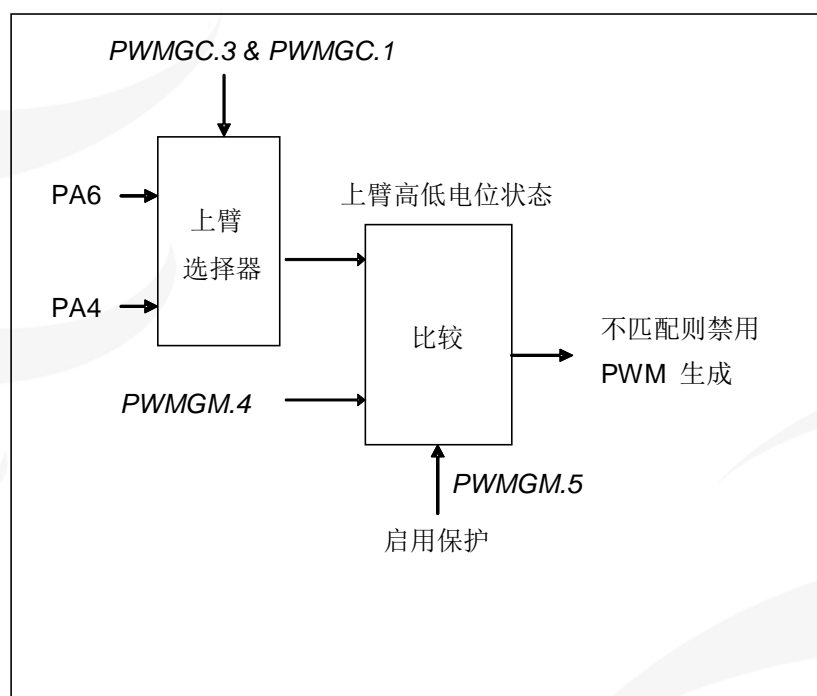 PWMGC.3 & PWMGC.1
PA6
上臂
选择器
PA4
上臂高低电位状态
比较
不匹配则禁用
PWM 生成
PWMGM.4
PWMGM.5
启用保护